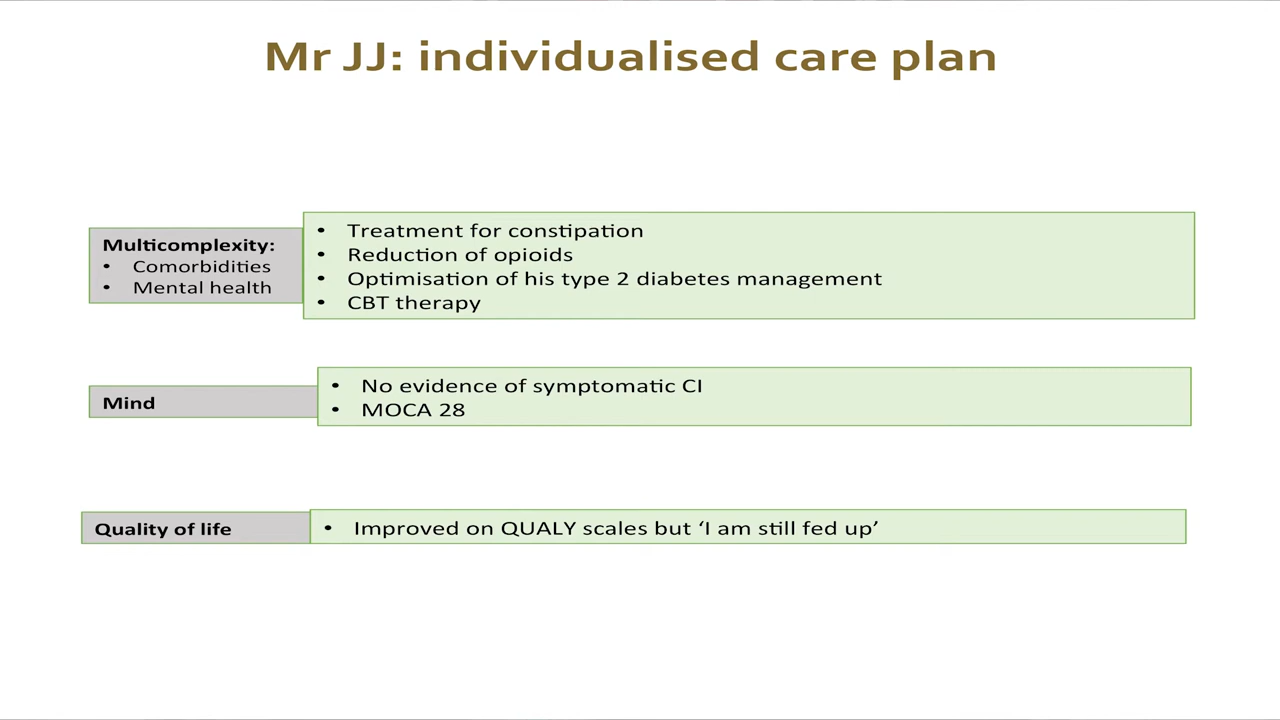 Mr JJ: individualised care plan
Multicomplexity:
• Comorbidities
• Mental health
• Treatment for constipation
• Reduction of opioids
• Optimisation of his type 2 diabetes management
• CBT therapy
Mind
• No evidence of symptomatic CI
• MOCA 28
Quality of life
• Improved on QUALY scales but ‘I am still fed up’